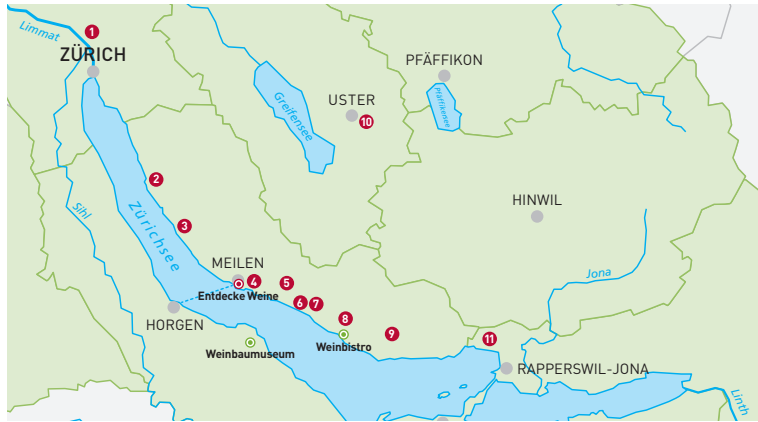 Limmat
1
ZÜRICH
PFÄFFIKON
Greifensee
USTER
10
Pfäffikersee
2
Zürichsee
3
Sihl
HINWIL
MEILEN
4
5
Entdecke Weine
6
7
Jona
HORGEN
8
Weinbaumuseum
Weinbistro
9
11
RAPPERSWIL-JONA
Linth